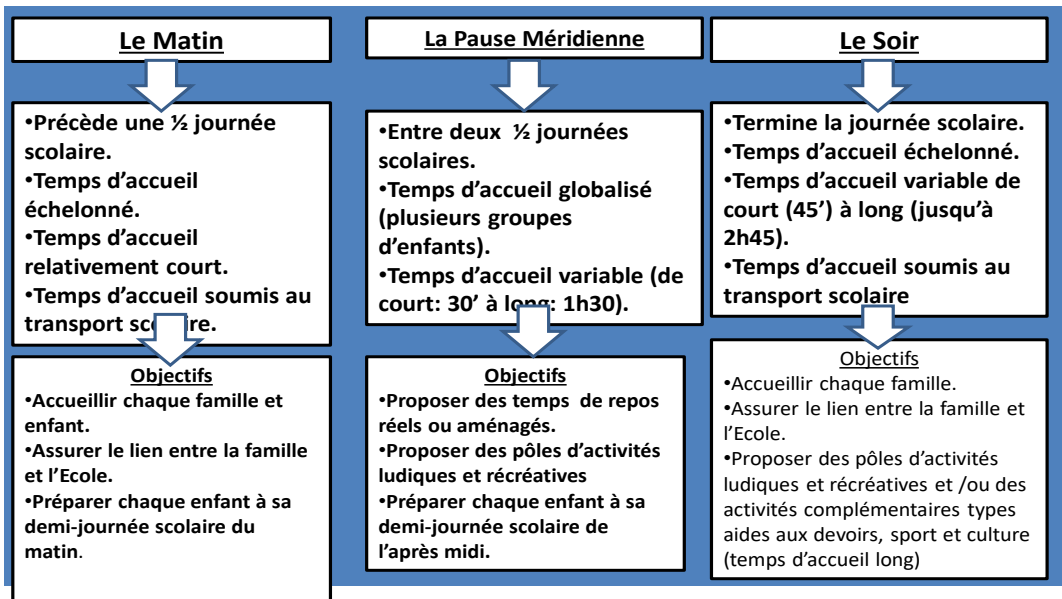 Le Matin
•Précède une ½ journée
scolaire.
•Temps d'accueil
échelonné.
•Temps d'accueil
relativement court.
•Temps d'accueil soumis au
transport scolaire.
Objectifs
•Accueillir chaque famille et
enfant.
•Assurer le lien entre la famille
et l'Ecole.
•Préparer chaque enfant à sa
demi-journée scolaire du
matin.
La Pause Méridienne
•Entre deux ½ journées
scolaires.
•Temps d'accueil globalisé
(plusieurs groupes
d'enfants).
•Temps d'accueil variable (de
court: 30' à long: 1h30).
Objectifs
•Proposer des temps de repos
réels ou aménagés.
•Proposer des pôles d'activités
ludiques et récréatives
•Préparer chaque enfant à sa
demi-journée scolaire de
l'après midi.
Le Soir
•Termine la journée scolaire.
•Temps d'accueil échelonné.
•Temps d'accueil variable de
court (45') à long (jusqu'à
2h45).
•Temps d'accueil soumis au
transport scolaire
Objectifs
•Accueillir chaque famille.
•Assurer le lien entre la famille et
l'Ecole.
•Proposer des pôles d'activités
ludiques et récréatives et /ou des
activités complémentaires types
aides aux devoirs, sport et culture
(temps d'accueil long)